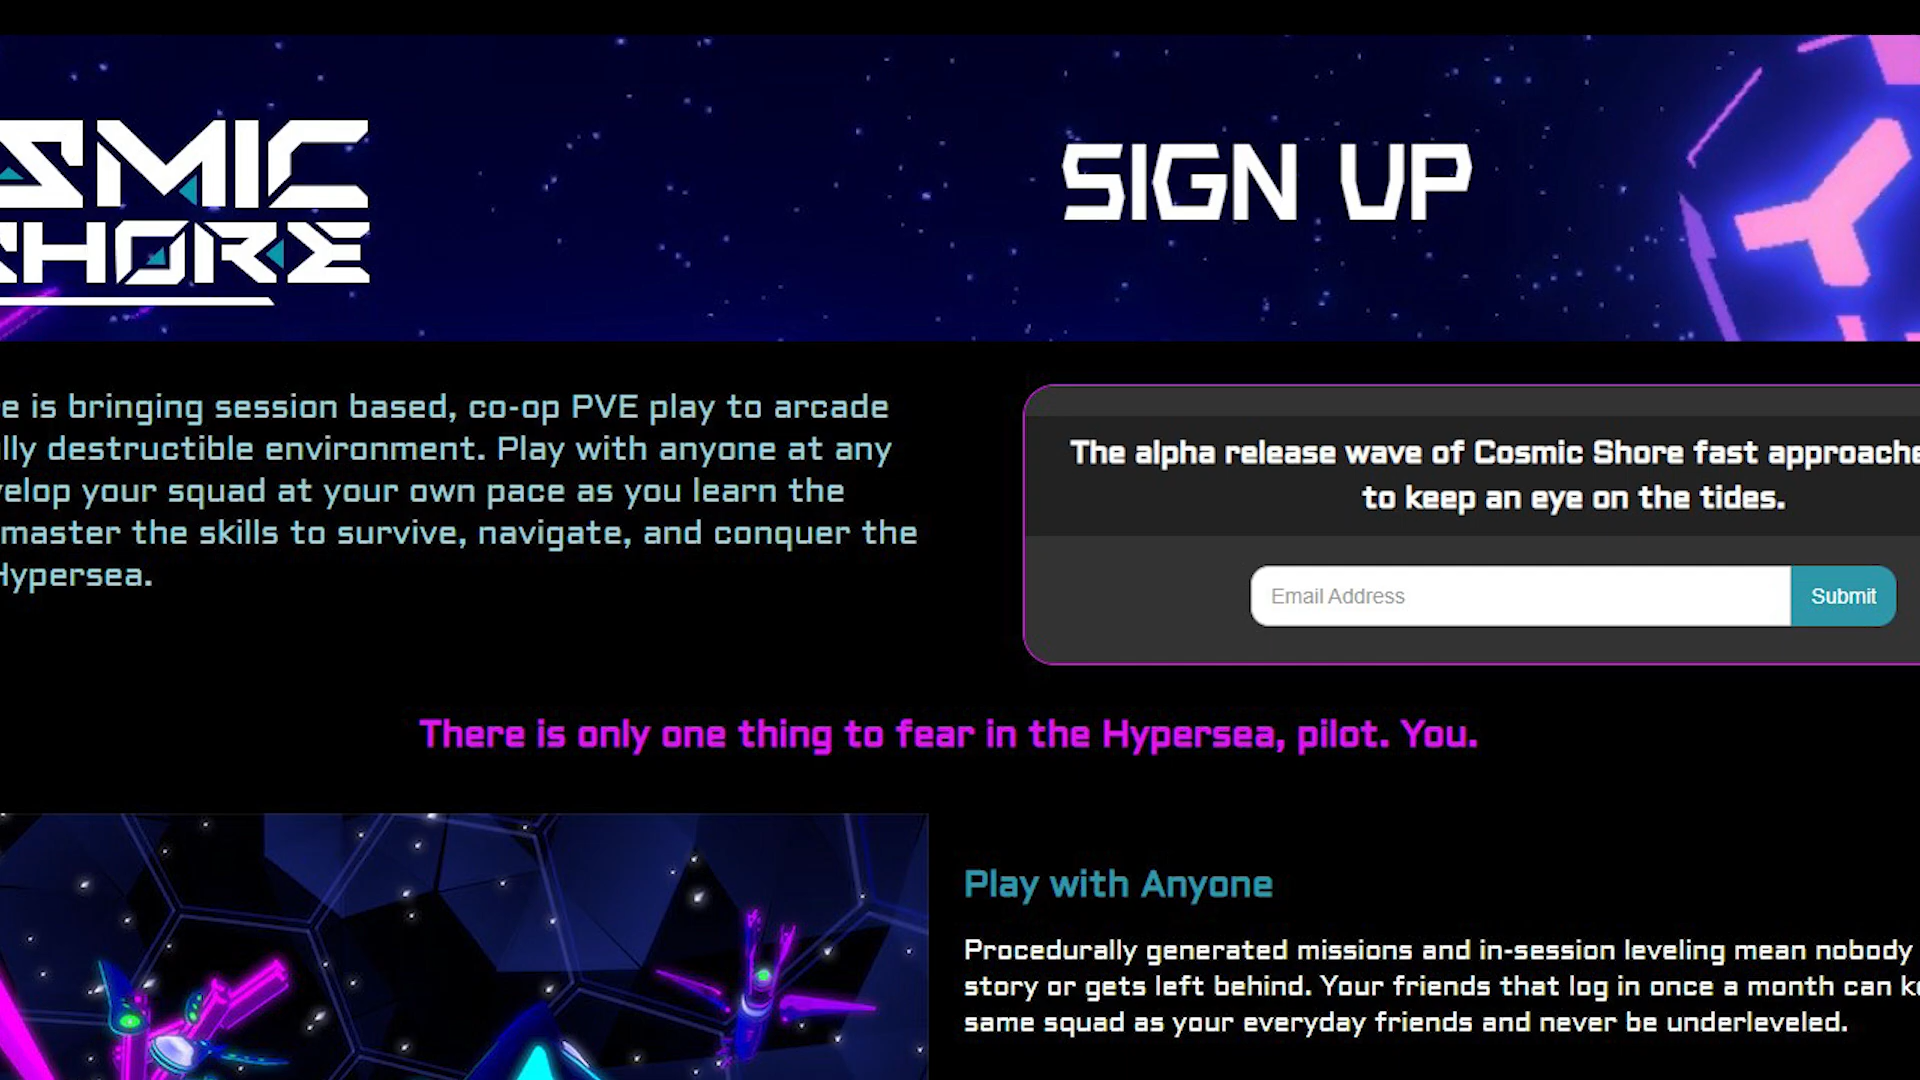 SMIC
HORE
SIGN UP
e is bringing session based, co-op PVE play to arcade
lly destructible environment. Play with anyone at any
velop your squad at your own pace as you learn the
master the skills to survive, navigate, and conquer the
Hypersea.
The alpha release wave of Cosmic Shore fast approache
to keep an eye on the tides.
Email Address
Submit
There is only one thing to fear in the Hypersea, pilot. You.
Play with Anyone
Procedurally generated missions and in-session leveling mean nobody
story or gets left behind. Your friends that log in once a month can ke
same squad as your everyday friends and never be underleveled.